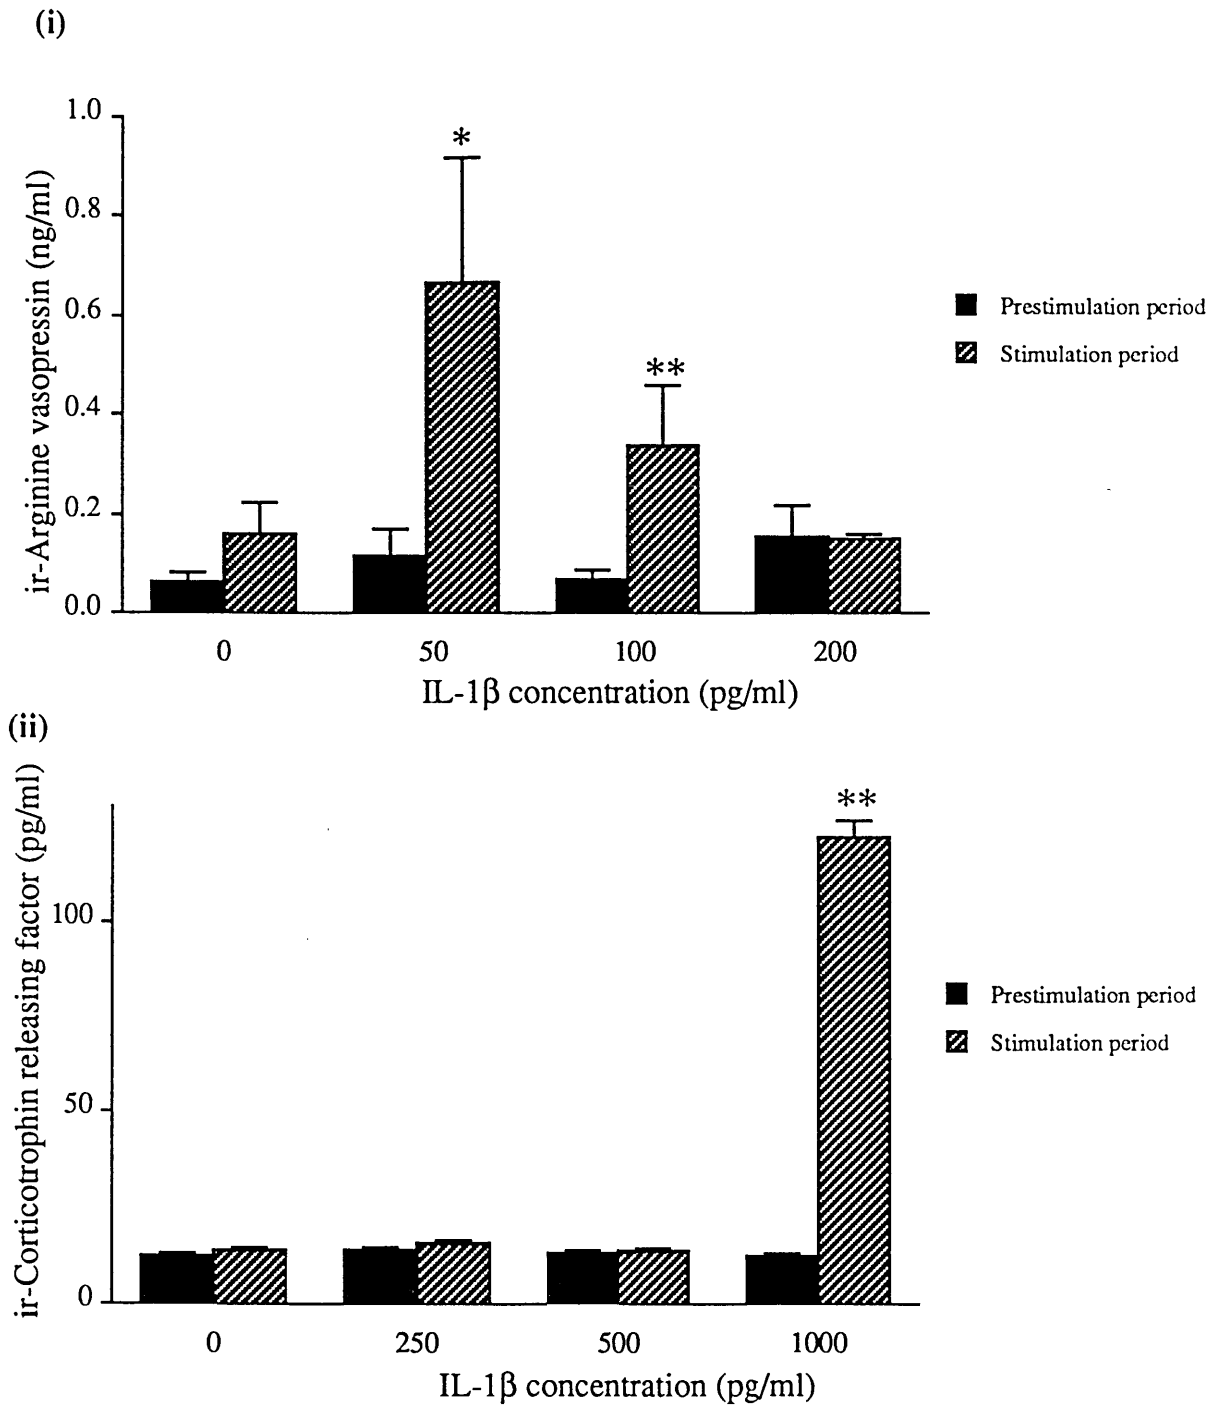 (i)
ir-Arginine vasopressin (ng/ml)
1.0
0.8
0.6
0.4
0.2
0.0
*
**
Prestimulation period
Stimulation period
0 50 100 200
IL-1β concentration (pg/ml)
(ii)
ir-Corticotrophin releasing factor (pg/ml)
100
50
0
**
Prestimulation period
Stimulation period
0 250 500 1000
IL-1β concentration (pg/ml)